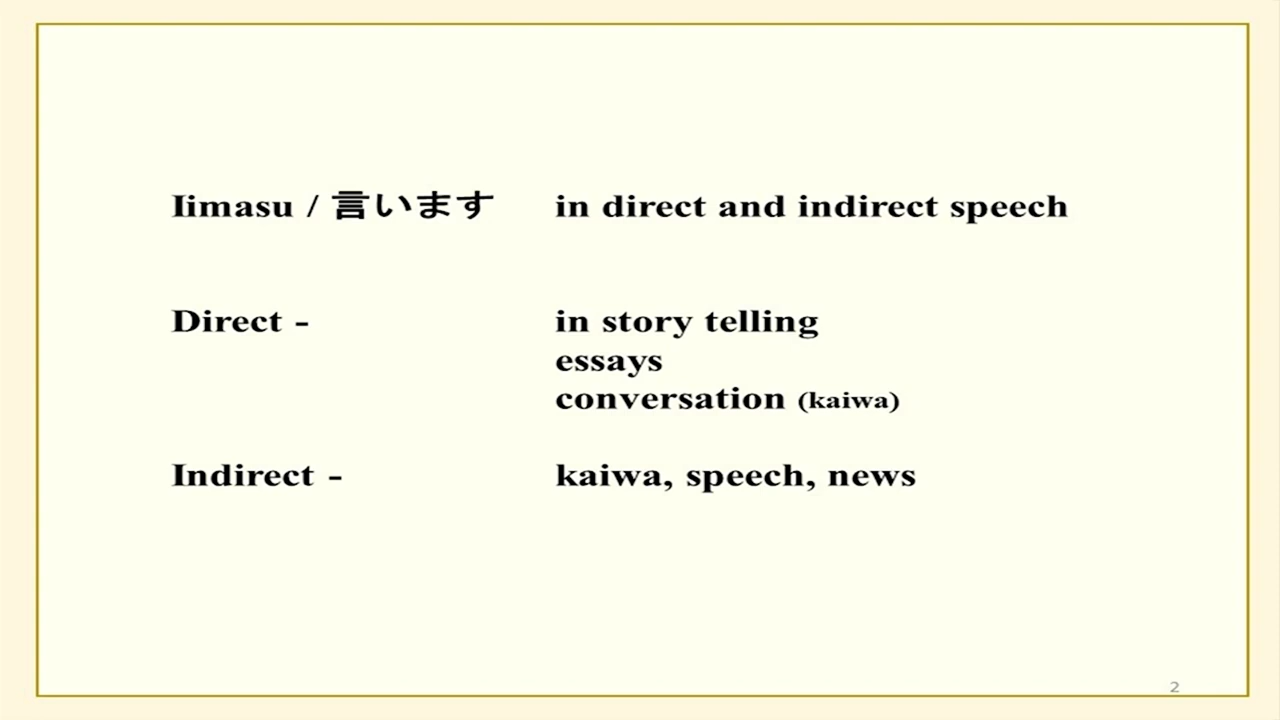 Iimasu / 言います in direct and indirect speech
Direct - in story telling
essays
conversation (kaiwa)
Indirect - kaiwa, speech, news
2